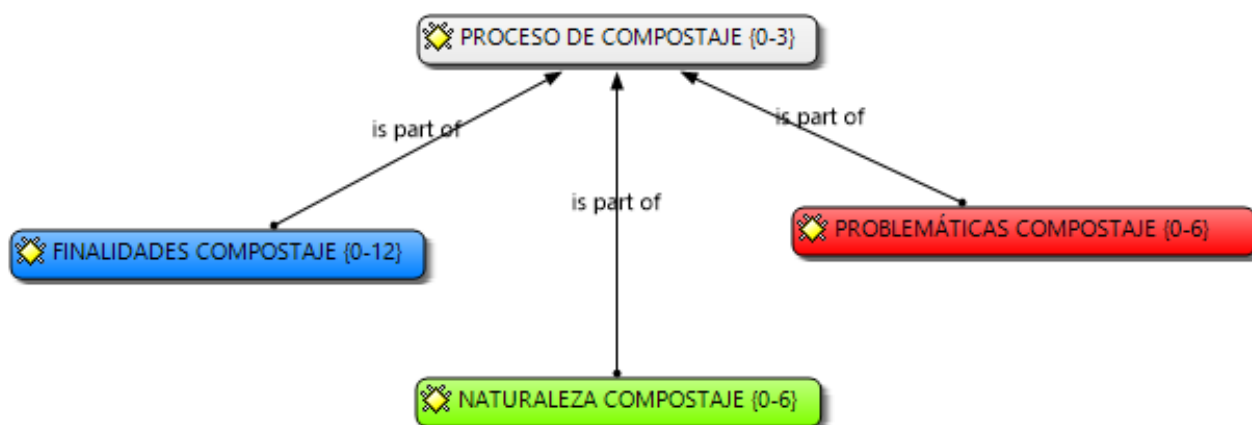 PROCESO DE COMPOSTAJE {0-3}
is part of
is part of
is part of
PROBLEMÁTICAS COMPOSTAJE {0-6}
FINALIDADES COMPOSTAJE {0-12}
NATURALEZA COMPOSTAJE {0-6}